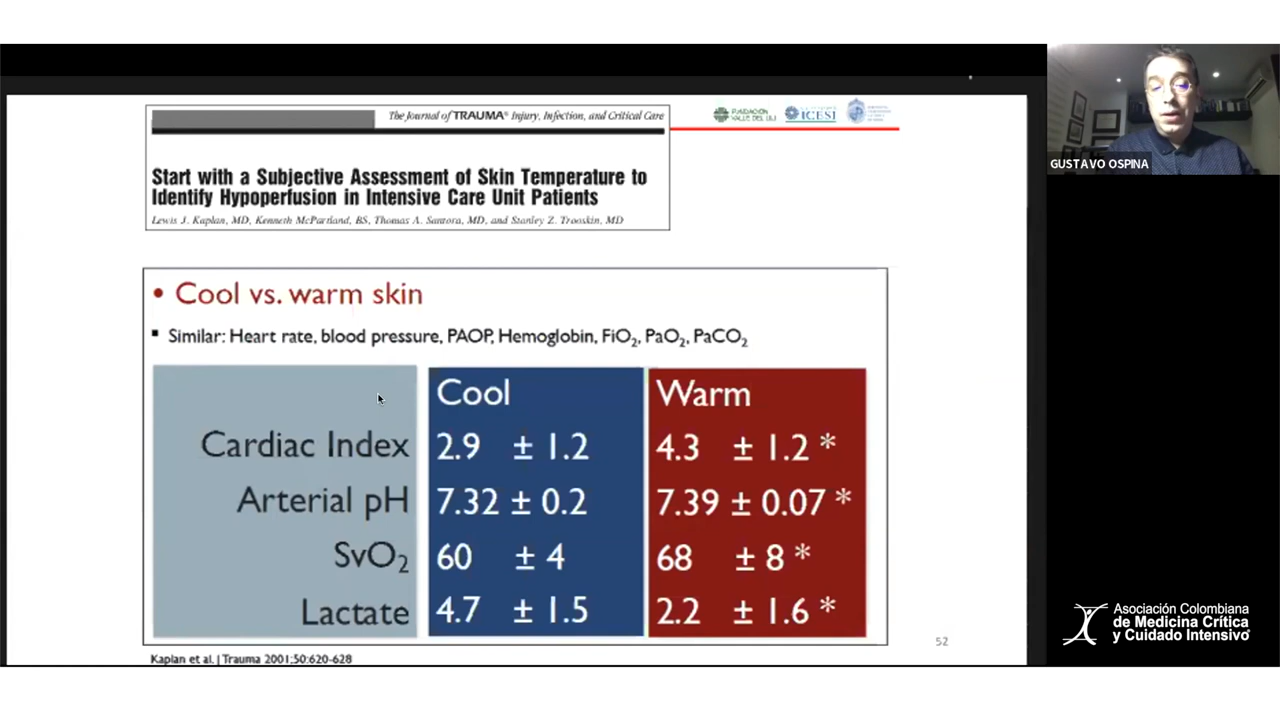 The Journal of TRAUMA® Injury, Infection, and Critical Care
FUNDACIÓN
VALLE DEL LILI
ICESI
GUSTAVO OSPINA
Start with a Subjective Assessment of Skin Temperature to
Identify Hypoperfusion in Intensive Care Unit Patients
Lewis J. Kaplan, MD, Kenneth McPartland, BS, Thomas A. Santora, MD, and Stanley Z. Trooskin, MD
• Cool vs. warm skin
▪ Similar: Heart rate, blood pressure, PAOP, Hemoglobin, FiO₂, PaO₂, PaCO₂
Cool Warm
Cardiac Index 2.9 ± 1.2 4.3 ± 1.2 *
Arterial pH 7.32 ± 0.2 7.39 ± 0.07 *
SvO₂ 60 ± 4 68 ± 8 *
Lactate 4.7 ± 1.5 2.2 ± 1.6 *
Kaplan et al. J Trauma 2001;50:620-628
52
Asociación Colombiana
de Medicina Crítica
y Cuidado Intensivo